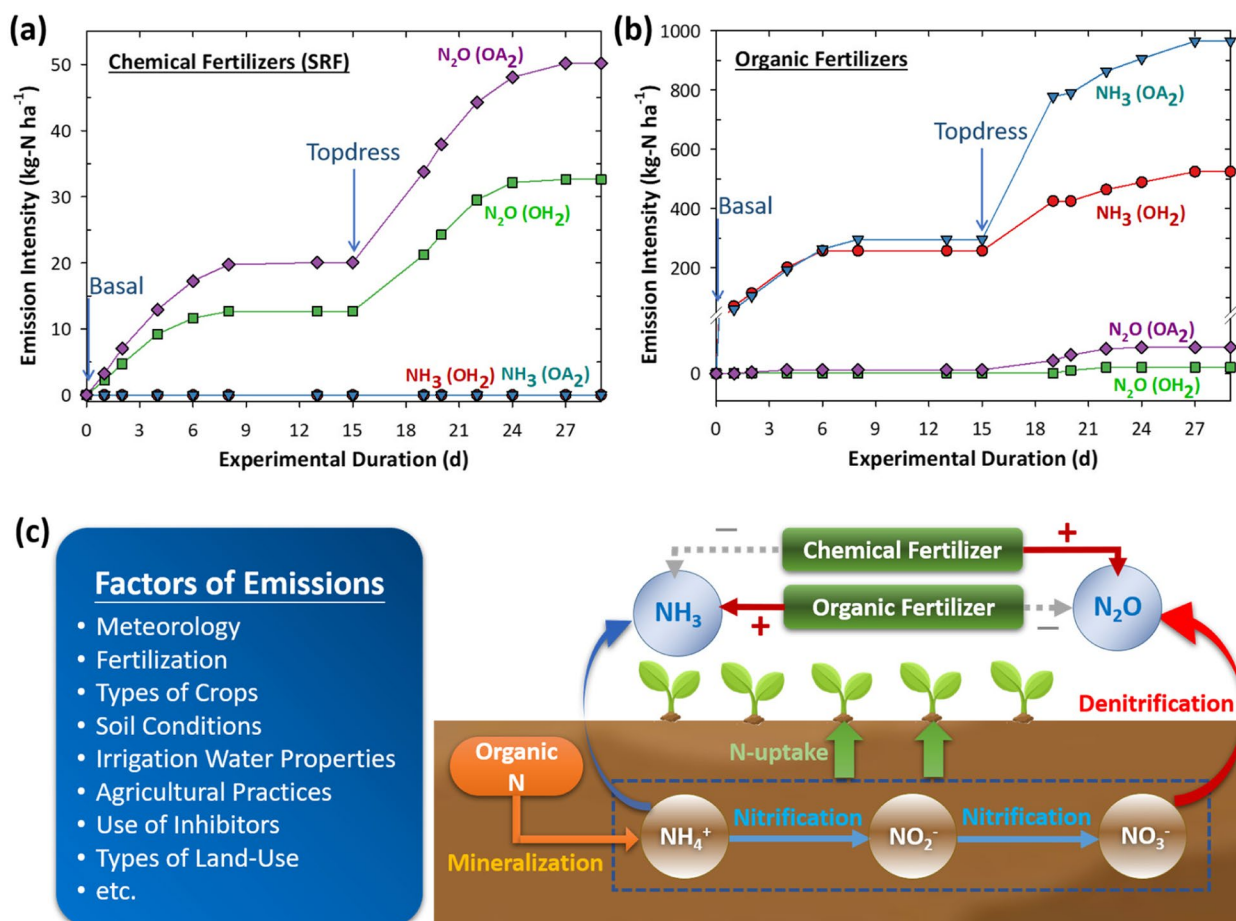 (a)
Chemical Fertilizers (SRF)
N₂O (OA₂)
Topdress
N₂O (OH₂)
Basal
NH₃ (OH₂) NH₃ (OA₂)
Emission Intensity (kg-N ha⁻¹)
50
40
30
20
10
0
0 3 6 9 12 15 18 21 24 27
Experimental Duration (d)
(b)
Organic Fertilizers
NH₃ (OA₂)
Topdress
Basal
NH₃ (OH₂)
N₂O (OA₂)
N₂O (OH₂)
Emission Intensity (kg-N ha⁻¹)
1000
800
600
400
200
0
0 3 6 9 12 15 18 21 24 27
Experimental Duration (d)
(c)
Factors of Emissions
• Meteorology
• Fertilization
• Types of Crops
• Soil Conditions
• Irrigation Water Properties
• Agricultural Practices
• Use of Inhibitors
• Types of Land-Use
• etc.
− Chemical Fertilizer +
NH₃
N₂O
+ Organic Fertilizer −
Denitrification
Organic
N
N-uptake
Mineralization
NH₄⁺
Nitrification
NO₂⁻
Nitrification
NO₃⁻